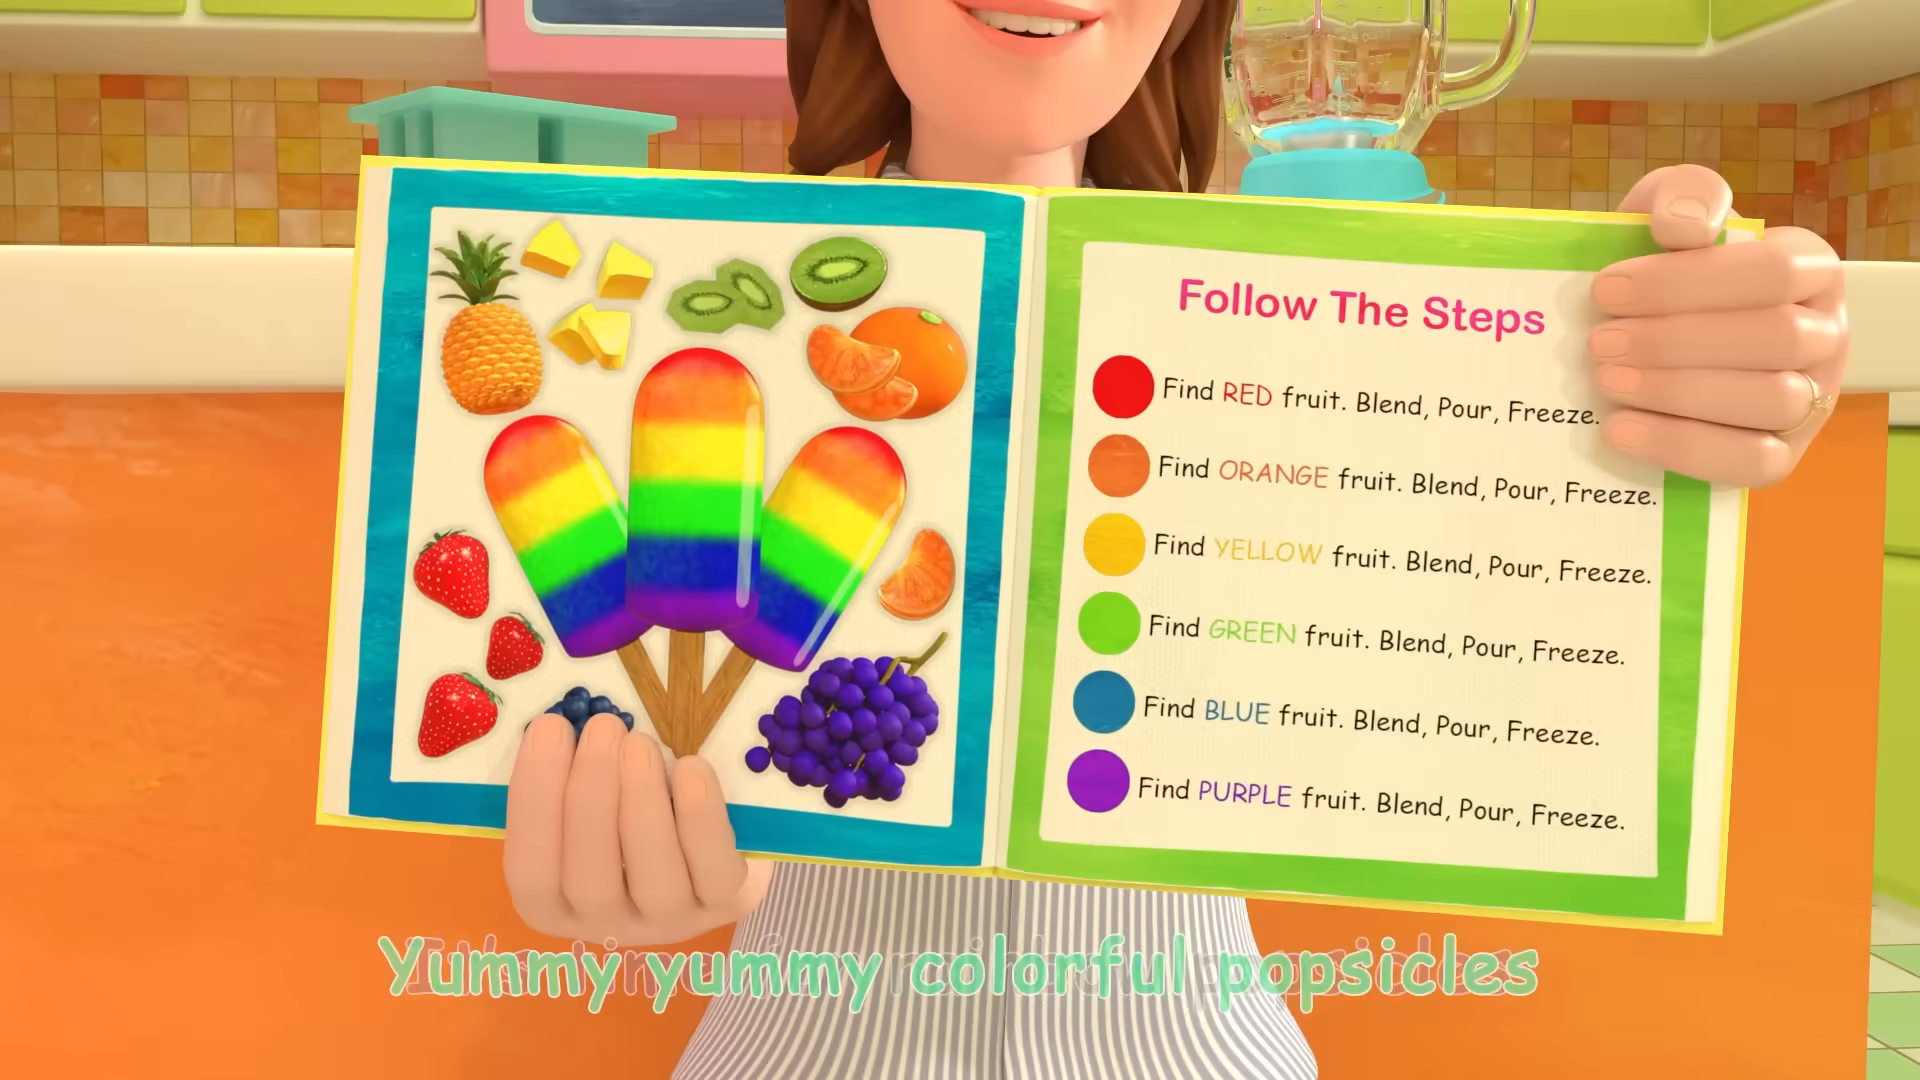 Follow The Steps
Find RED fruit. Blend, Pour, Freeze.
Find ORANGE fruit. Blend, Pour, Freeze.
Find YELLOW fruit. Blend, Pour, Freeze.
Find GREEN fruit. Blend, Pour, Freeze.
Find BLUE fruit. Blend, Pour, Freeze.
Find PURPLE fruit. Blend, Pour, Freeze.
Yummy yummy colorful popsicles